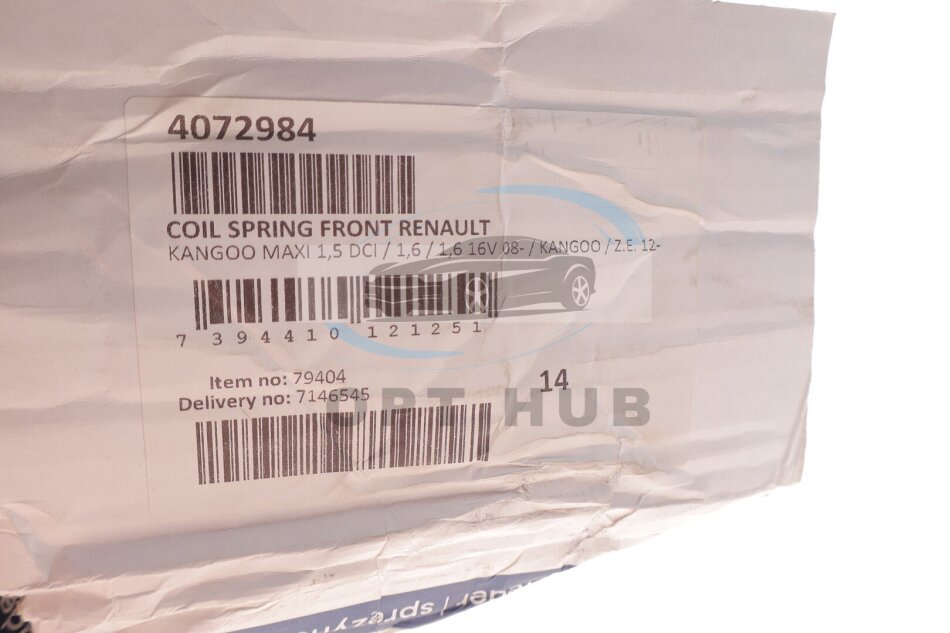 4072984
COIL SPRING FRONT RENAULT
KANGOO MAXI 1,5 DCI / 1,6 / 1,6 16V 08- / KANGOO / Z.E. 12-
7 394410 121251
Item no: 79404
14
Delivery no: 7146545
OPT HUB